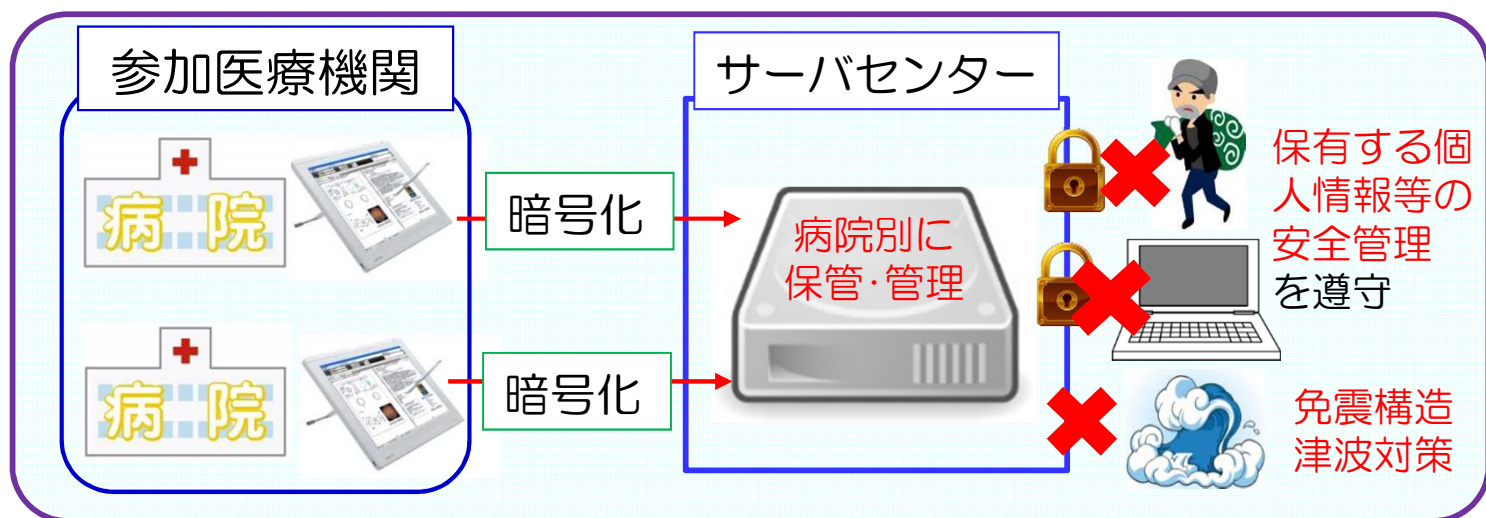 参加医療機関
サーバセンター
病院
暗号化
病院別に
保管・管理
病院
暗号化
保有する個
人情報等の
安全管理
を遵守
免震構造
津波対策